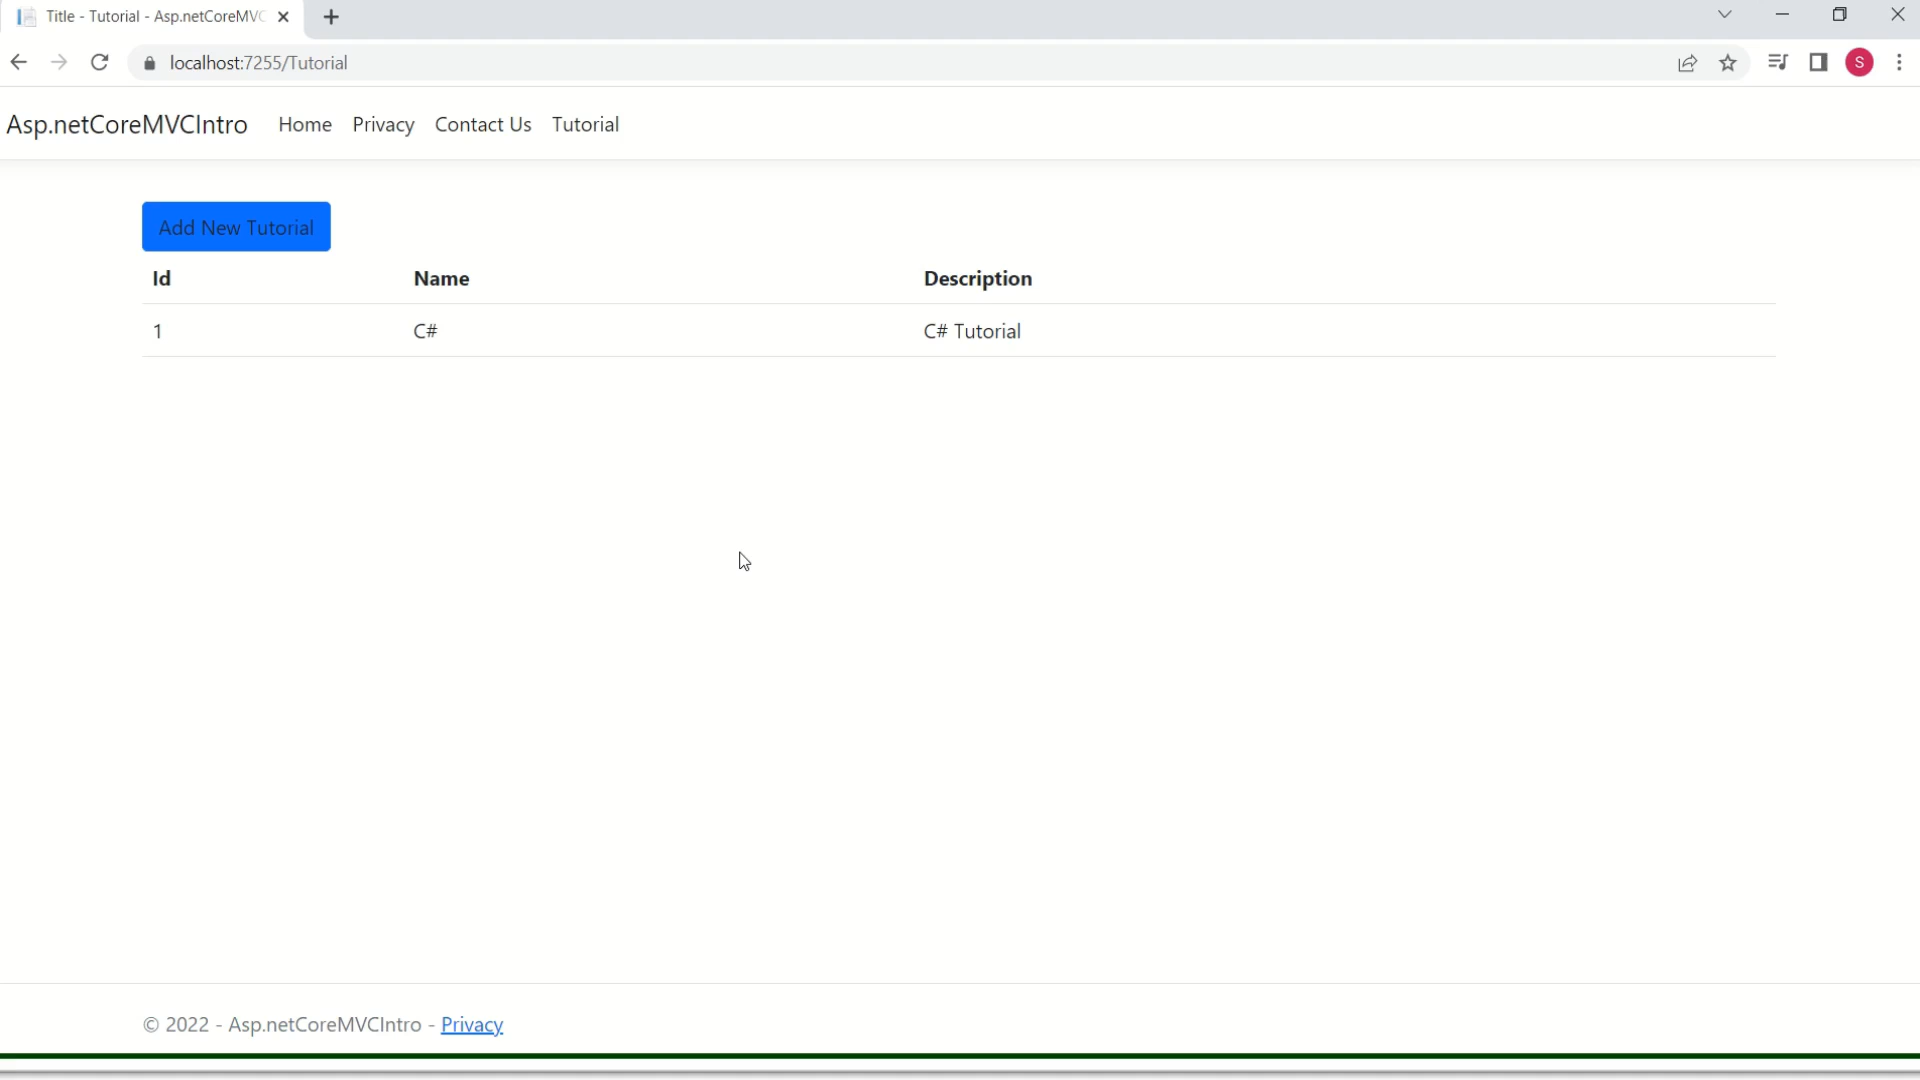 Title - Tutorial - Asp.netCoreMVC
localhost:7255/Tutorial
S
Asp.netCoreMVCIntro Home Privacy Contact Us Tutorial
Add New Tutorial
Id Name Description
1 C# C# Tutorial
© 2022 - Asp.netCoreMVCIntro - Privacy